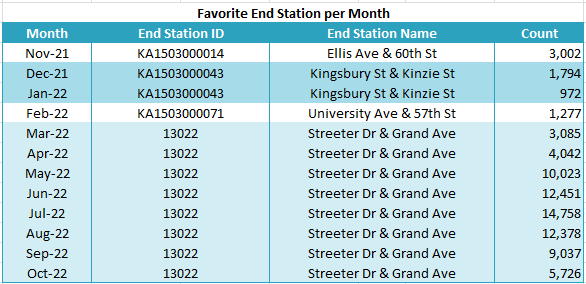 Favorite End Station per Month
Month End Station ID End Station Name Count
Nov-21 KA1503000014 Ellis Ave & 60th St 3,002
Dec-21 KA1503000043 Kingsbury St & Kinzie St 1,794
Jan-22 KA1503000043 Kingsbury St & Kinzie St 972
Feb-22 KA1503000071 University Ave & 57th St 1,277
Mar-22 13022 Streeter Dr & Grand Ave 3,085
Apr-22 13022 Streeter Dr & Grand Ave 4,042
May-22 13022 Streeter Dr & Grand Ave 10,023
Jun-22 13022 Streeter Dr & Grand Ave 12,451
Jul-22 13022 Streeter Dr & Grand Ave 14,758
Aug-22 13022 Streeter Dr & Grand Ave 12,378
Sep-22 13022 Streeter Dr & Grand Ave 9,037
Oct-22 13022 Streeter Dr & Grand Ave 5,726